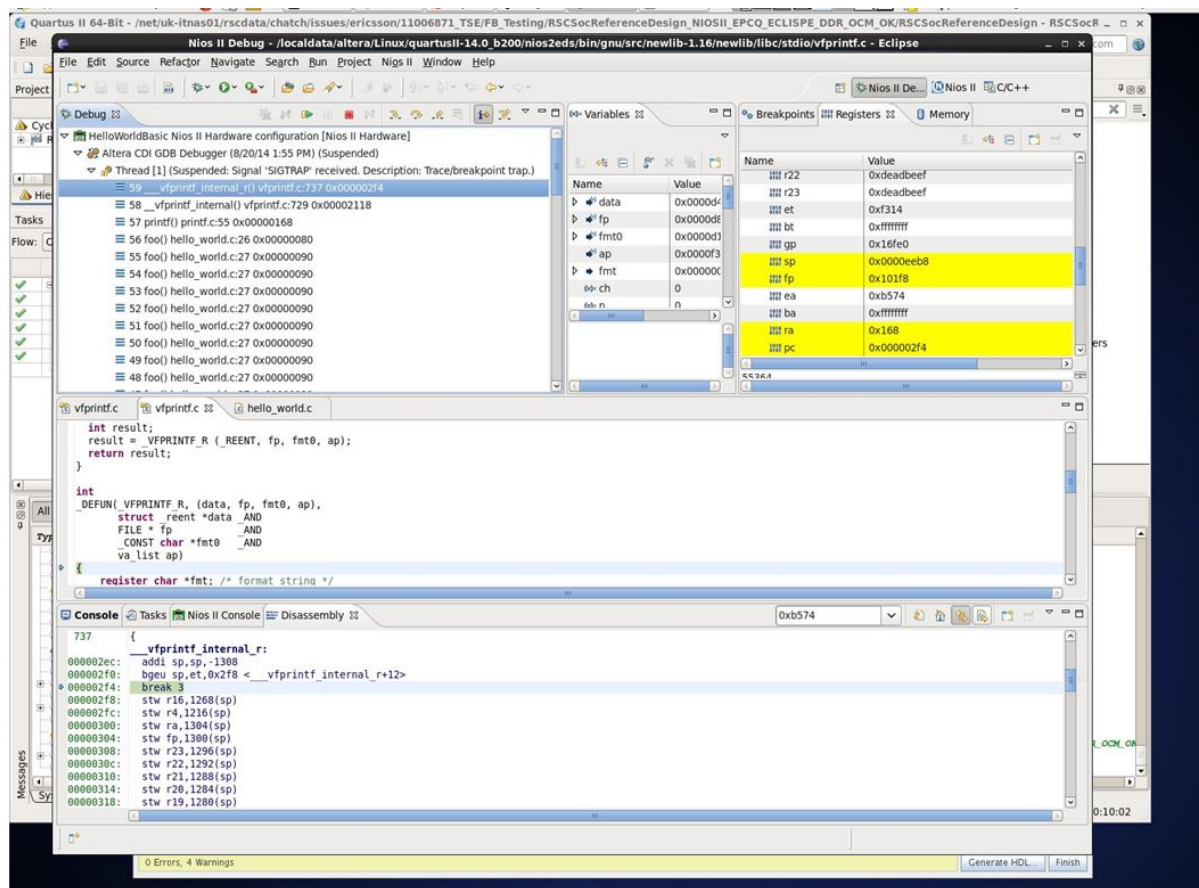 Quartus II 64-Bit - /net/uk-itnas01/rscdata/chatch/issues/ericsson/11006871_TSE/FB_Testing/RSCSocReferenceDesign_NIOSII_EPCQ_ECLISPE_DDR_OCM_OK/RSCSocReferenceDesign - RSCSocR
File
Nios II Debug - /localdata/altera/Linux/quartusII-14.0_b200/nios2eds/bin/gnu/src/newlib-1.16/newlib/libc/stdio/vfprintf.c - Eclipse
com
File Edit Source Refactor Navigate Search Run Project Nios II Window Help
Project
Nios II De... Nios II C/C++
Debug
Variables
Breakpoints Registers Memory
Cycl
HelloWorldBasic Nios II Hardware configuration [Nios II Hardware]
Altera CDI GDB Debugger (8/20/14 1:55 PM) (Suspended)
Thread [1] (Suspended: Signal 'SIGTRAP' received. Description: Trace/breakpoint trap.)
59 ___vfprintf_internal_r() vfprintf.c:737 0x000002f4
58 __vfprintf_internal() vfprintf.c:729 0x00002118
57 printf() printf.c:55 0x00000168
56 foo() hello_world.c:26 0x00000080
55 foo() hello_world.c:27 0x00000090
54 foo() hello_world.c:27 0x00000090
53 foo() hello_world.c:27 0x00000090
52 foo() hello_world.c:27 0x00000090
51 foo() hello_world.c:27 0x00000090
50 foo() hello_world.c:27 0x00000090
49 foo() hello_world.c:27 0x00000090
48 foo() hello_world.c:27 0x00000090
Name Value
data 0x0000d4
fp 0x0000d8
fmt0 0x0000d1
ap 0x0000f3
fmt 0x000000
ch 0
n 0
Name Value
r22 0xdeadbeef
r23 0xdeadbeef
et 0xf314
bt 0xffffffff
gp 0x16fe0
sp 0x0000eeb8
fp 0x101f8
ea 0xb574
ba 0xffffffff
ra 0x168
pc 0x000002f4
55364
Hie
Tasks
Flow: C
ers
vfprintf.c vfprintf.c hello_world.c
int result;
result = _VFPRINTF_R (_REENT, fp, fmt0, ap);
return result;
}
int
_DEFUN(_VFPRINTF_R, (data, fp, fmt0, ap),
struct _reent *data _AND
FILE * fp _AND
_CONST char *fmt0 _AND
va_list ap)
{
register char *fmt; /* format string */
All
Typ
Console Tasks Nios II Console Disassembly
0xb574
737 {
___vfprintf_internal_r:
000002ec: addi sp,sp,-1308
000002f0: bgeu sp,et,0x2f8 <___vfprintf_internal_r+12>
000002f4: break 3
000002f8: stw r16,1268(sp)
000002fc: stw r4,1216(sp)
00000300: stw ra,1304(sp)
00000304: stw fp,1300(sp)
00000308: stw r23,1296(sp)
0000030c: stw r22,1292(sp)
00000310: stw r21,1288(sp)
00000314: stw r20,1284(sp)
00000318: stw r19,1280(sp)
Messages
Sy
R_OCM_OK
0:10:02
0 Errors, 4 Warnings
Generate HDL... Finish